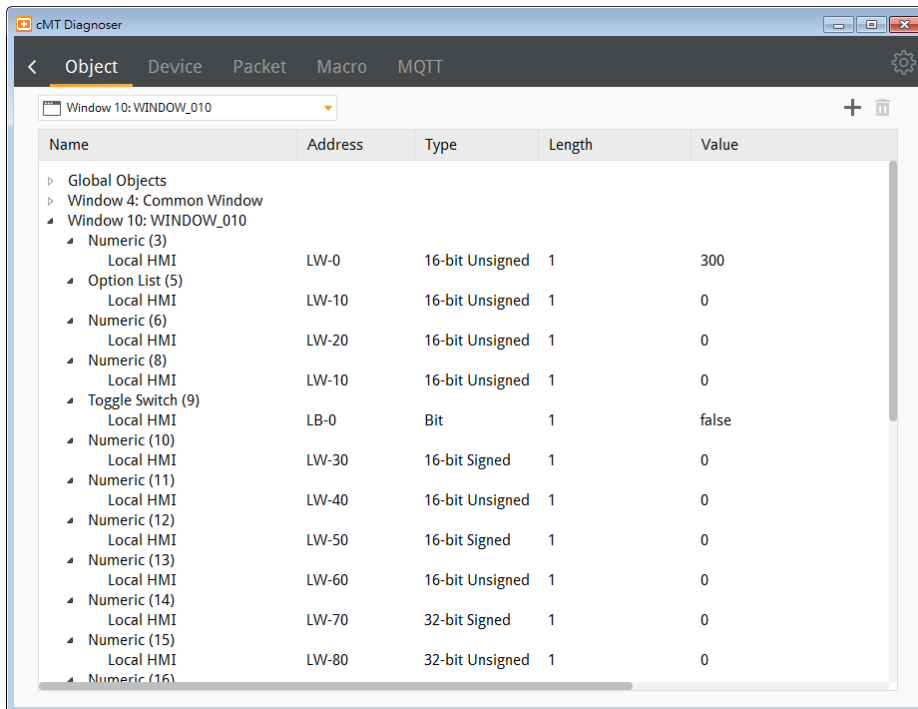 cMT Diagnoser
Object Device Packet Macro MQTT
Window 10: WINDOW_010
Name Address Type Length Value
Global Objects
Window 4: Common Window
Window 10: WINDOW_010
Numeric (3)
Local HMI LW-0 16-bit Unsigned 1 300
Option List (5)
Local HMI LW-10 16-bit Unsigned 1 0
Numeric (6)
Local HMI LW-20 16-bit Unsigned 1 0
Numeric (8)
Local HMI LW-10 16-bit Unsigned 1 0
Toggle Switch (9)
Local HMI LB-0 Bit 1 false
Numeric (10)
Local HMI LW-30 16-bit Signed 1 0
Numeric (11)
Local HMI LW-40 16-bit Unsigned 1 0
Numeric (12)
Local HMI LW-50 16-bit Signed 1 0
Numeric (13)
Local HMI LW-60 16-bit Unsigned 1 0
Numeric (14)
Local HMI LW-70 32-bit Signed 1 0
Numeric (15)
Local HMI LW-80 32-bit Unsigned 1 0
Numeric (16)